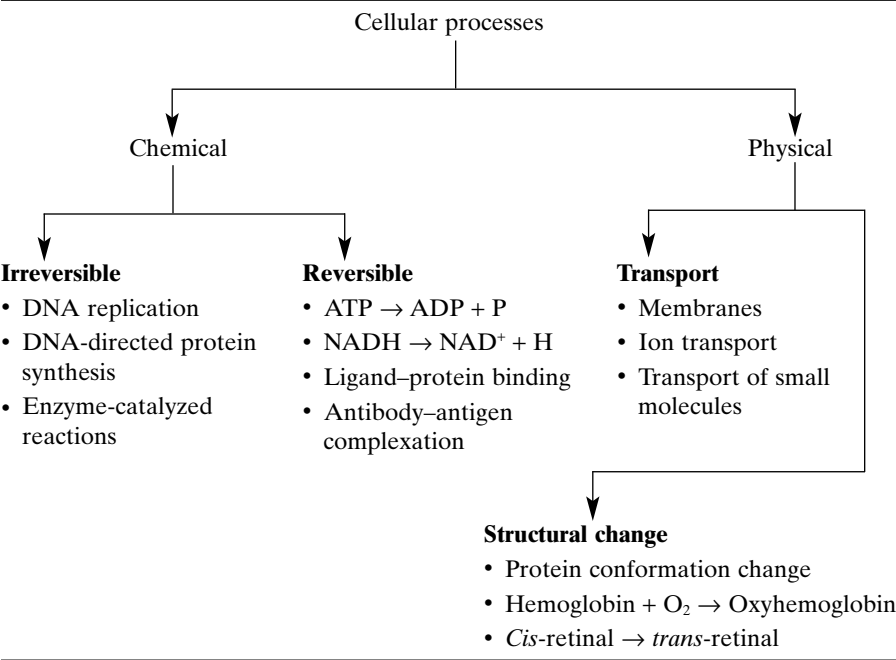 Cellular processes
Chemical
Physical
Irreversible
• DNA replication
• DNA-directed protein
synthesis
• Enzyme-catalyzed
reactions
Reversible
• ATP → ADP + P
• NADH → NAD⁺ + H
• Ligand–protein binding
• Antibody–antigen
complexation
Transport
• Membranes
• Ion transport
• Transport of small
molecules
Structural change
• Protein conformation change
• Hemoglobin + O₂ → Oxyhemoglobin
• Cis-retinal → trans-retinal